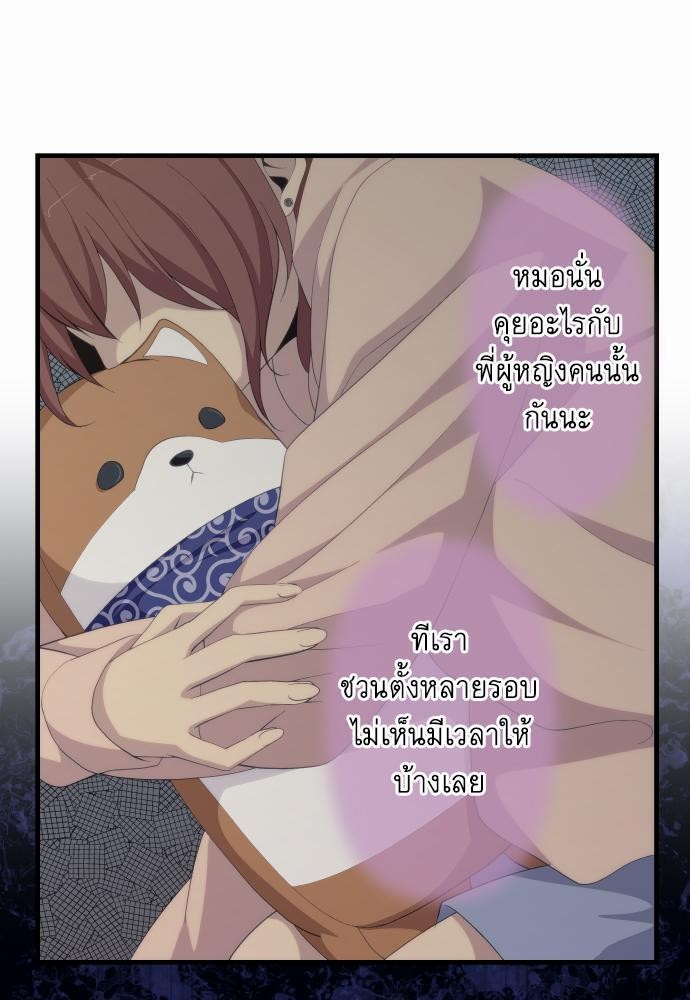 หมอนั่น
คุยอะไรกับ
พี่ผู้หญิงคนนั้น
กันนะ
ทีเรา
ชวนตั้งหลายรอบ
ไม่เห็นมีเวลาให้
บ้างเลย